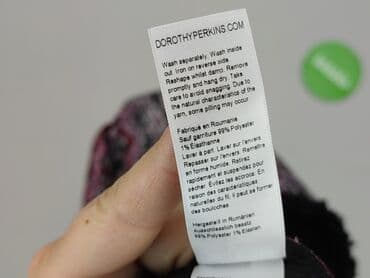 DOROTHYPERKINS.COM
Wash separately. Wash inside
out. Iron on reverse side.
Reshape whilst damp. Remove
promptly and hang dry. Take
care to avoid snagging. Due to
the natural characteristics of the
yarn, some pilling may occur
Fabriqué en Roumanie
Sauf garniture 99% Polyester
1% Elasthanne
Laver à part. Laver sur l'envers.
Repasser sur l'envers. Remettre
en forme humide. Retirez
rapidement et suspendez pour
sécher. Évitez les accrocs. En
raison des caractéristiques
naturelles du fil, il peut se former
des bouloches
Hergestellt in Rumänien
Ausschliesslich besatz
99% Polyester 1% Elastan